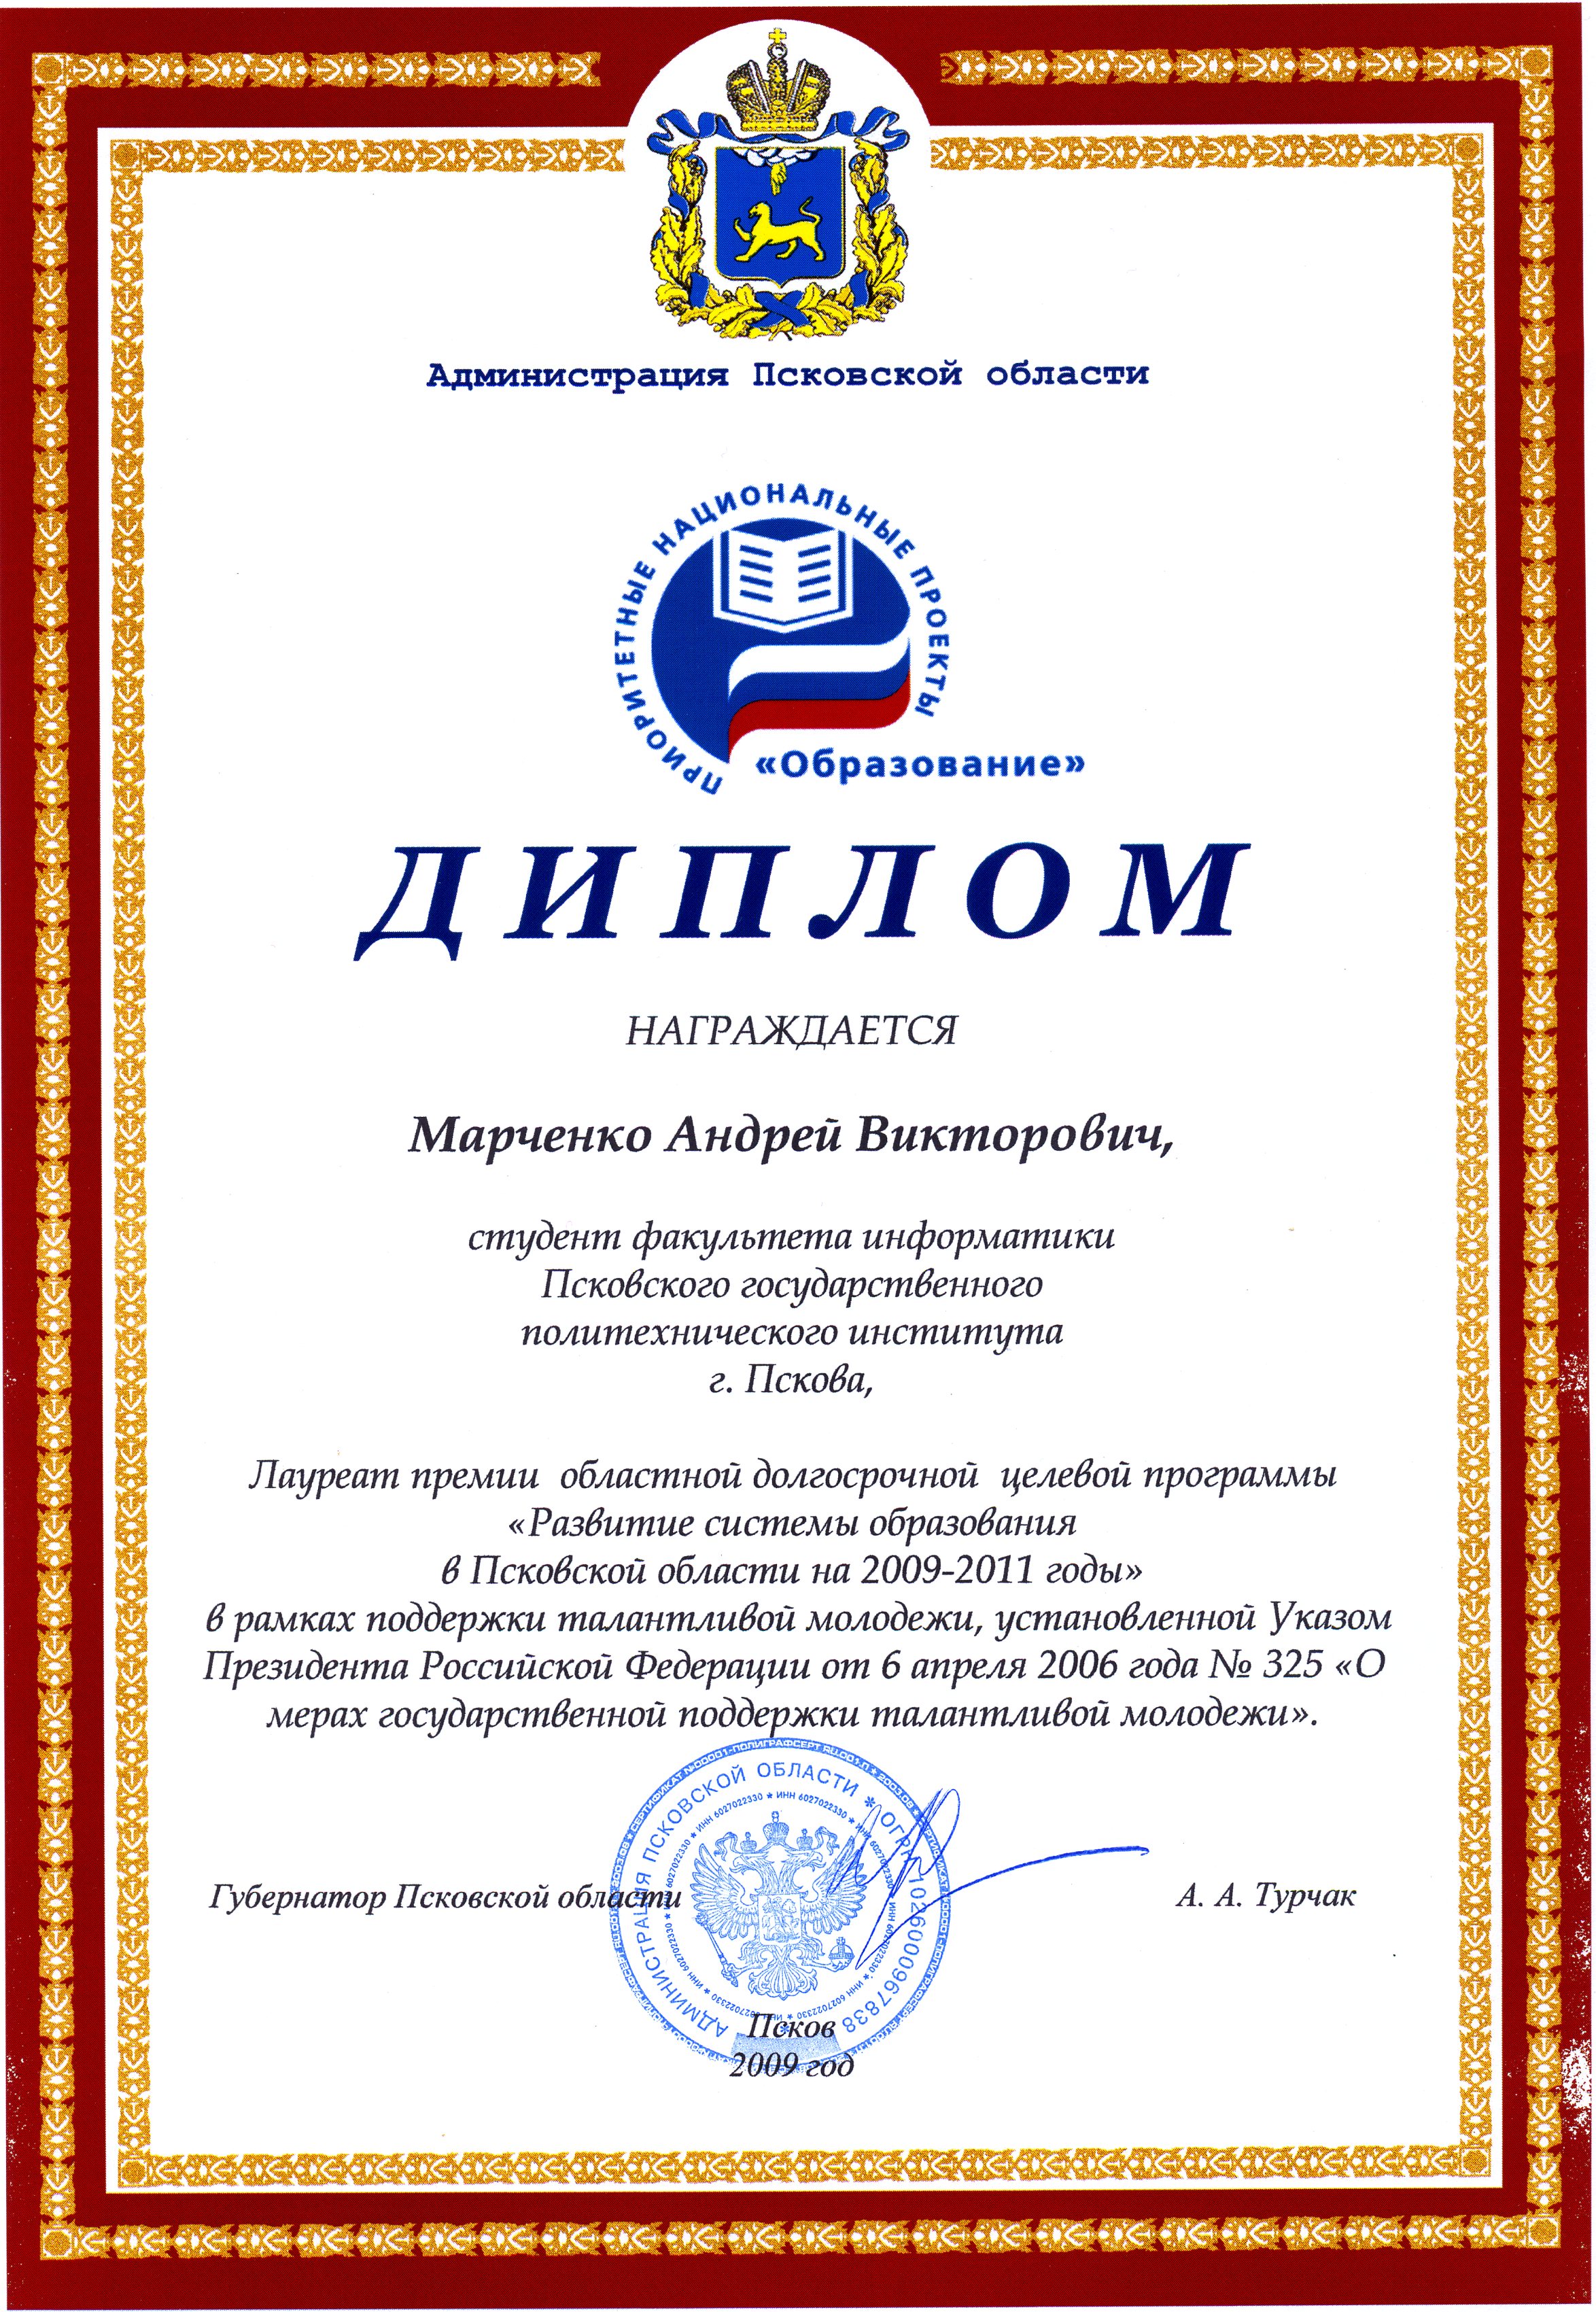 Администрация Псковской области
ПРИОРИТЕТНЫЕ НАЦИОНАЛЬНЫЕ ПРОЕКТЫ
«Образование»
ДИПЛОМ
НАГРАЖДАЕТСЯ
Марченко Андрей Викторович,
студент факультета информатики
Псковского государственного
политехнического института
г. Пскова,
Лауреат премии областной долгосрочной целевой программы
«Развитие системы образования
в Псковской области на 2009-2011 годы»
в рамках поддержки талантливой молодежи, установленной Указом
Президента Российской Федерации от 6 апреля 2006 года № 325 «О
мерах государственной поддержки талантливой молодежи».
АДМИНИСТРАЦИЯ ПСКОВСКОЙ ОБЛАСТИ * ОГРН 1026000967838
ИНН 6027022330
Губернатор Псковской области
А. А. Турчак
Псков
2009 год